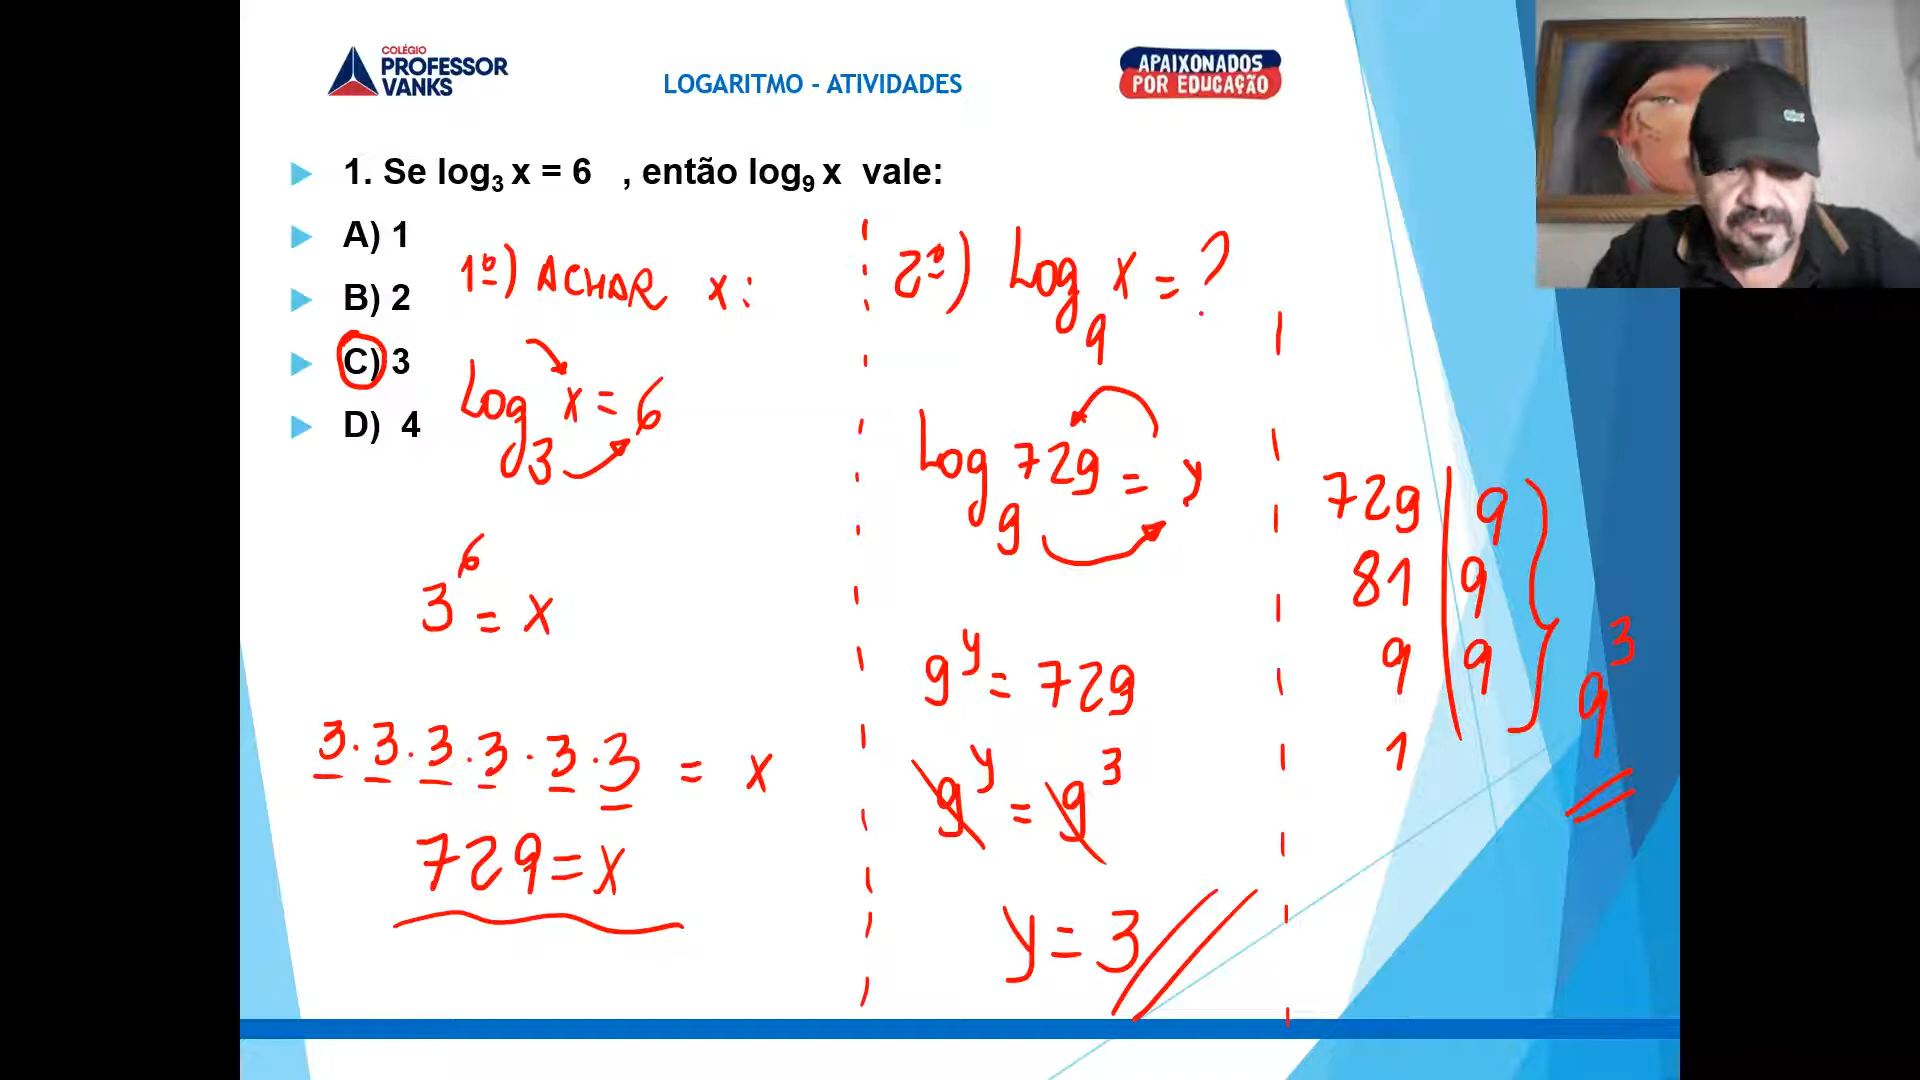 COLÉGIO
PROFESSOR
VANKS
LOGARITMO - ATIVIDADES
APAIXONADOS
POR EDUCAÇÃO
1. Se log₃ x = 6 , então log₉ x vale:
A) 1
B) 2
C) 3
D) 4
1º) ACHAR x:
Log₃ x = 6
3⁶ = x
3·3·3·3·3·3 = x
729 = x
2º) Log₉ x = ?
Log₉ 729 = y
9ʸ = 729
9ʸ = 9³
y = 3
729 | 9
81 | 9
9 | 9
1
9³